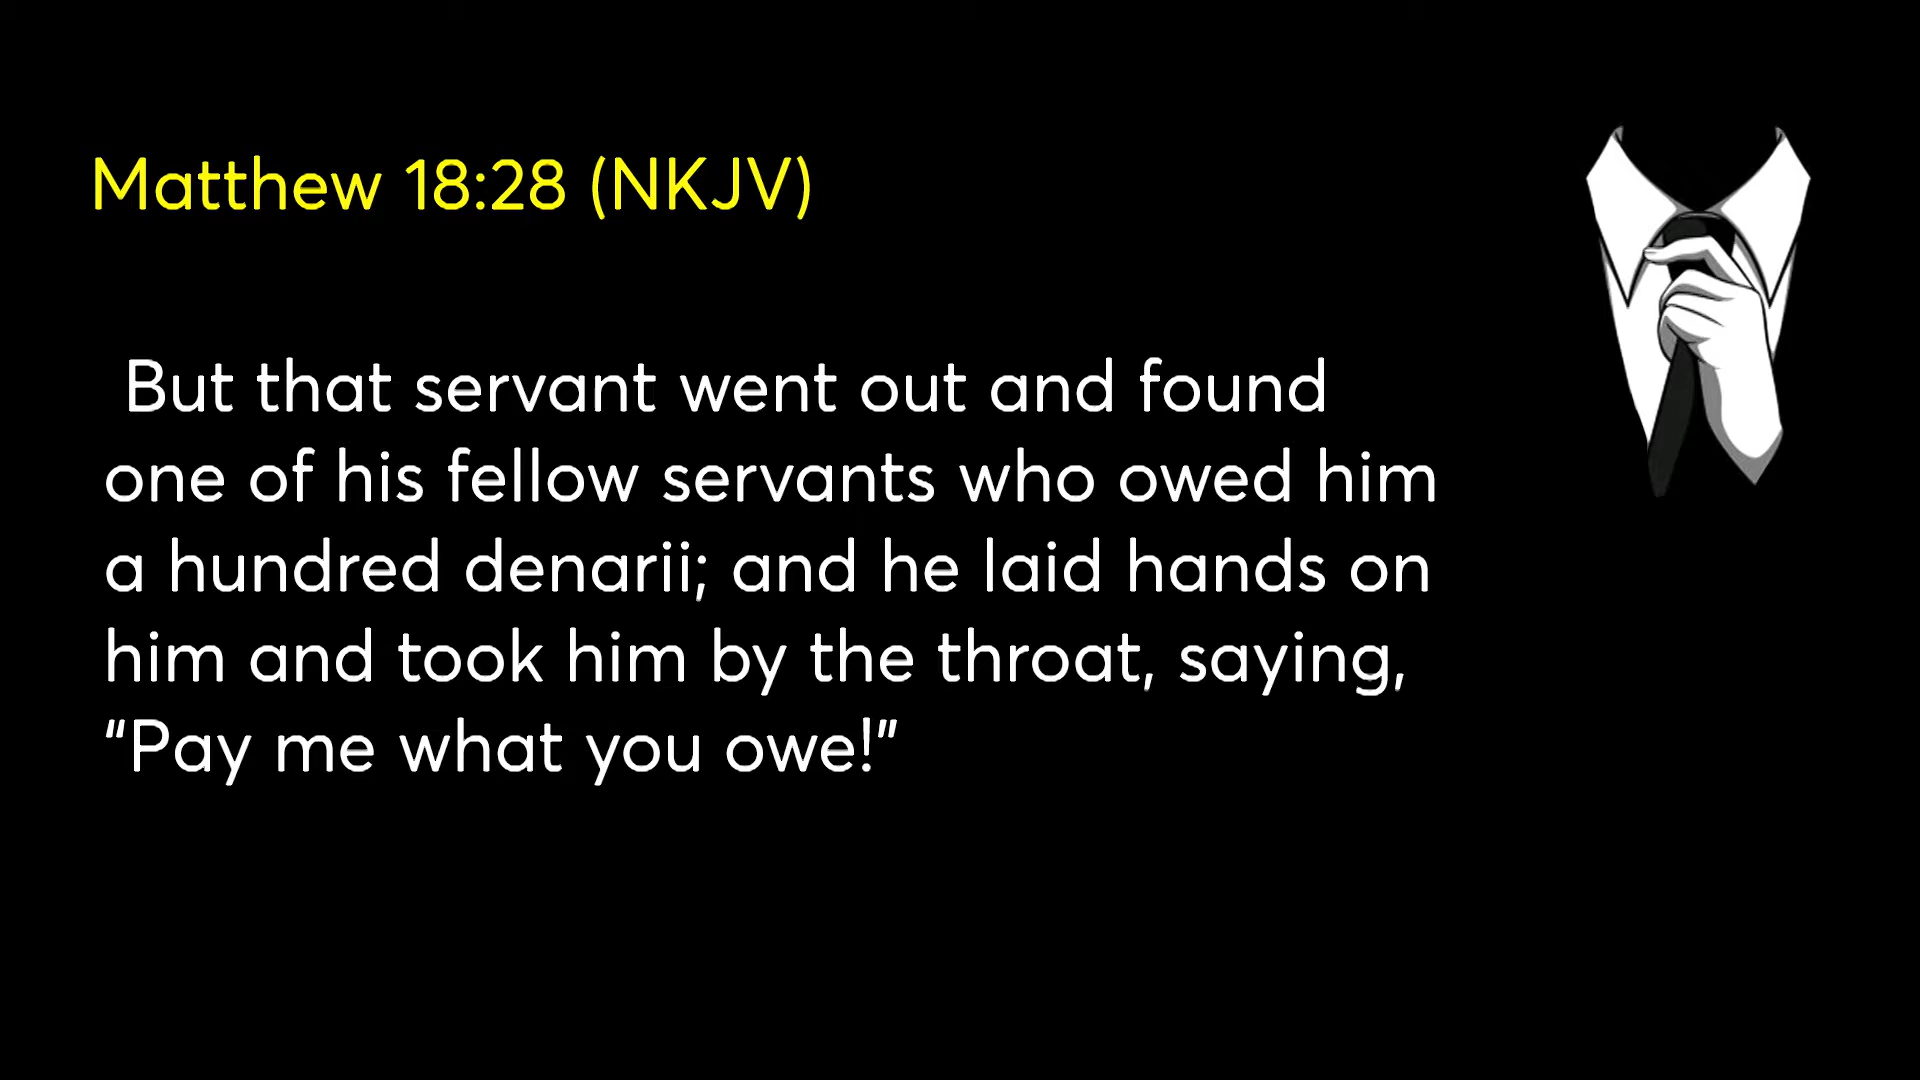 Matthew 18:28 (NKJV)
But that servant went out and found
one of his fellow servants who owed him
a hundred denarii; and he laid hands on
him and took him by the throat, saying,
“Pay me what you owe!”